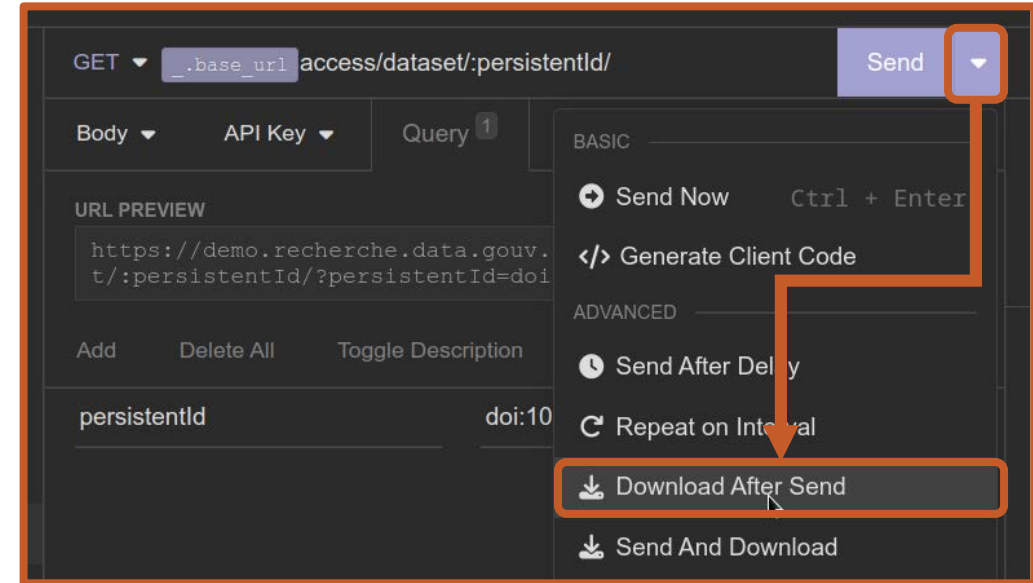 GET _.base_url access/dataset/:persistentId/ Send
Body API Key Query 1
URL PREVIEW
https://demo.recherche.data.gouv.
t/:persistentId/?persistentId=doi
Add Delete All Toggle Description
persistentId doi:10
BASIC
Send Now Ctrl + Enter
</> Generate Client Code
ADVANCED
Send After Delay
Repeat on Interval
Download After Send
Send And Download